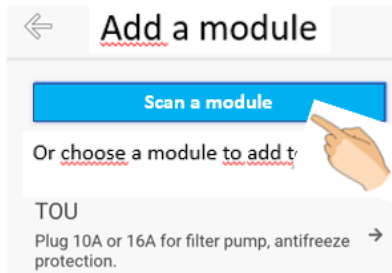 Add a module
Scan a module
Or choose a module to add
TOU
Plug 10A or 16A for filter pump, antifreeze
protection.